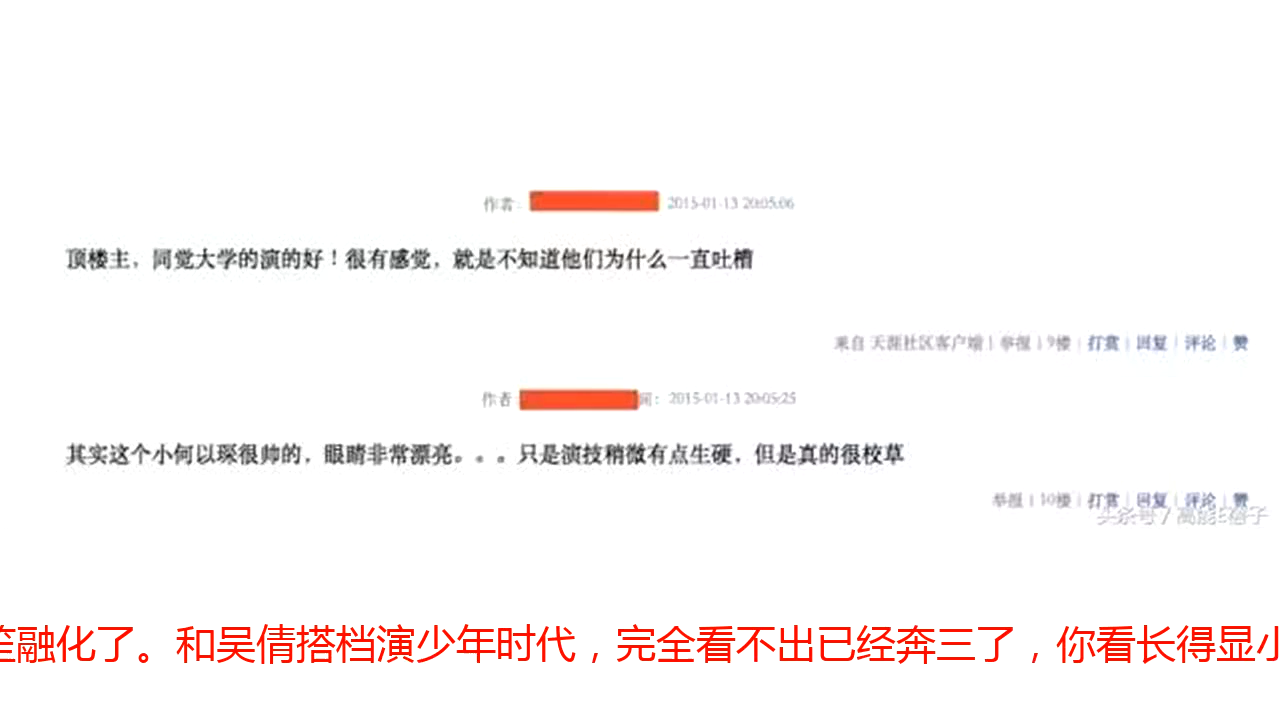 作者: 2015-01-13 20:05:06
顶楼主，同觉大学的演的好！很有感觉，就是不知道他们为什么一直吐槽
来自 天涯社区客户端 | 举报 | 9楼 | 打赏 | 回复 | 评论 | 赞
作者 间: 2015-01-13 20:05:25
其实这个小何以琛很帅的，眼睛非常漂亮。。。只是演技稍微有点生硬，但是真的很校草
举报 | 10楼 | 打赏 | 回复 | 评论 | 赞
头条号 /
融化了。和吴倩搭档演少年时代，完全看不出已经奔三了，你看长得显小